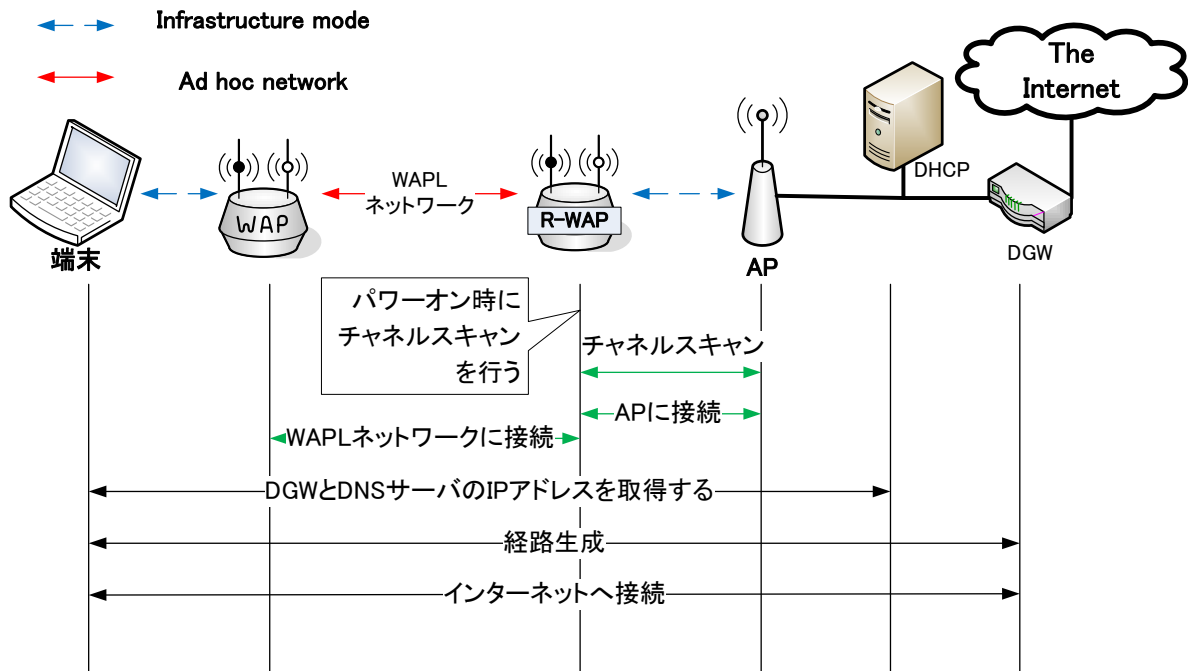 Infrastructure mode
Ad hoc network
The
Internet
DHCP
WAPL
ネットワーク
WAP
R-WAP
端末
AP
DGW
パワーオン時に
チャネルスキャン
を行う
チャネルスキャン
APに接続
WAPLネットワークに接続
DGWとDNSサーバのIPアドレスを取得する
経路生成
インターネットへ接続